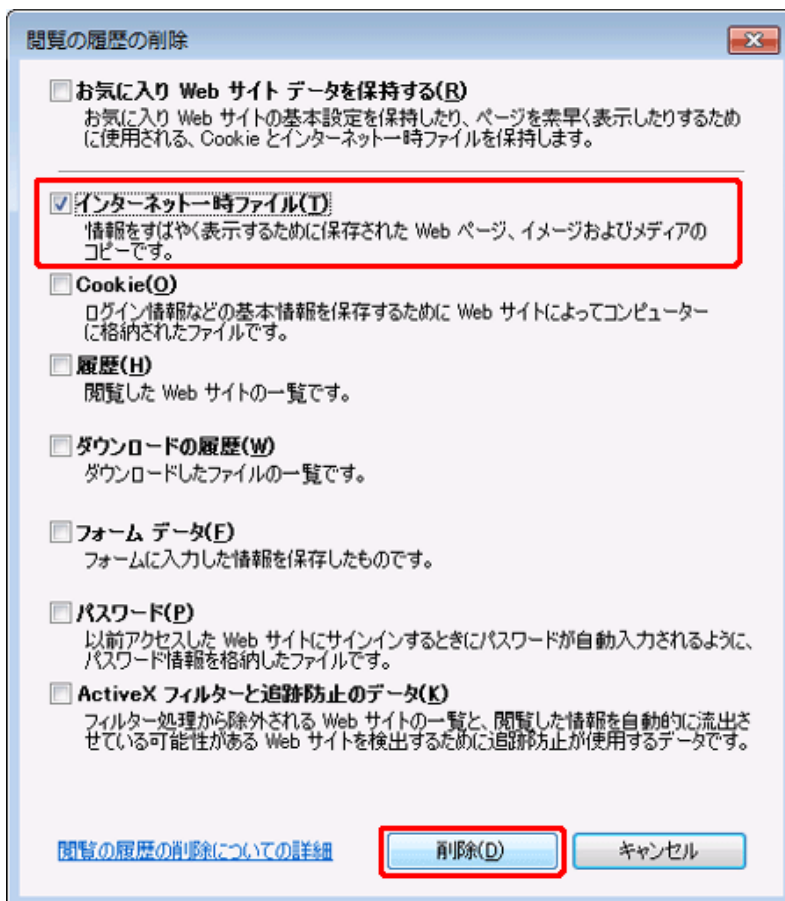 閲覧の履歴の削除
お気に入り Web サイト データを保持する(R)
お気に入り Web サイトの基本設定を保持したり、ページを素早く表示したりするため
に使用される、Cookie とインターネット一時ファイルを保持します。
インターネット一時ファイル(T)
情報をすばやく表示するために保存された Web ページ、イメージおよびメディアの
コピーです。
Cookie(O)
ログイン情報などの基本情報を保存するために Web サイトによってコンピューター
に格納されたファイルです。
履歴(H)
閲覧した Web サイトの一覧です。
ダウンロードの履歴(W)
ダウンロードしたファイルの一覧です。
フォーム データ(F)
フォームに入力した情報を保存したものです。
パスワード(P)
以前アクセスした Web サイトにサインインするときにパスワードが自動入力されるように、
パスワード情報を格納したファイルです。
ActiveX フィルターと追跡防止のデータ(K)
フィルター処理から除外される Web サイトの一覧と、閲覧した情報を自動的に流出さ
せている可能性がある Web サイトを検出するために追跡防止が使用するデータです。
閲覧の履歴の削除についての詳細
削除(D)
キャンセル